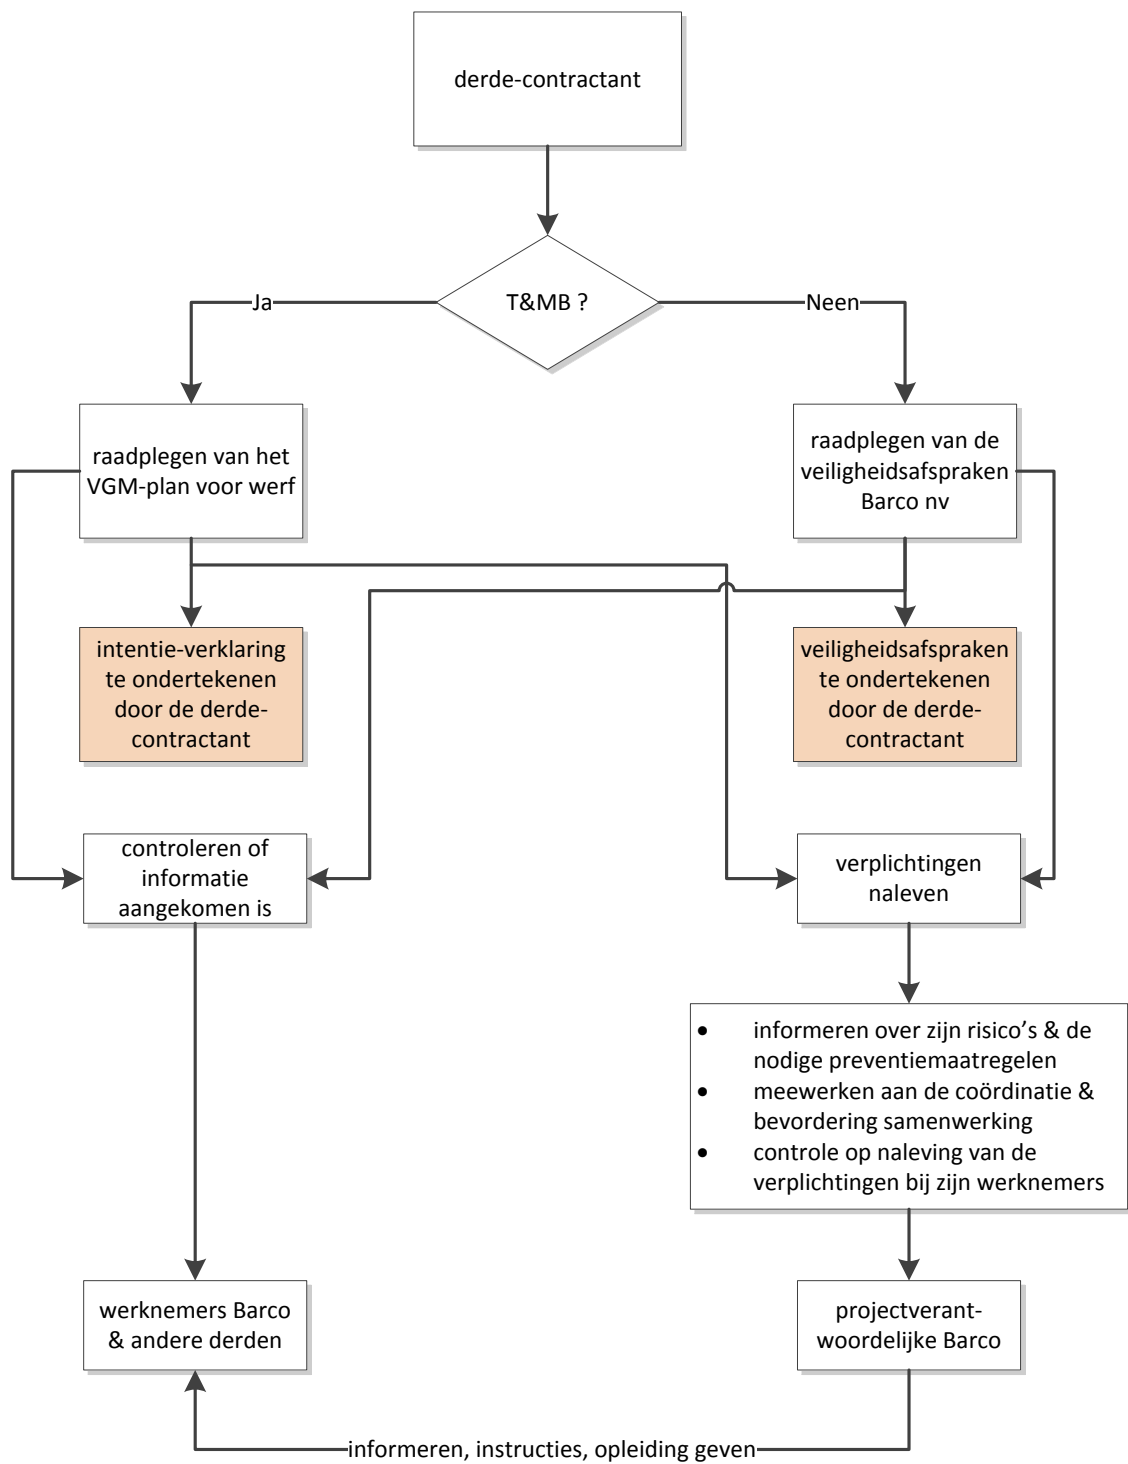 derde-contractant
T&MB ?
Ja
Neen
raadplegen van het
VGM-plan voor werf
raadplegen van de
veiligheidsafspraken
Barco nv
intentie-verklaring
te ondertekenen
door de derde-
contractant
veiligheidsafspraken
te ondertekenen
door de derde-
contractant
controleren of
informatie
aangekomen is
verplichtingen
naleven
• informeren over zijn risico’s & de
nodige preventiemaatregelen
• meewerken aan de coördinatie &
bevordering samenwerking
• controle op naleving van de
verplichtingen bij zijn werknemers
werknemers Barco
& andere derden
projectverant-
woordelijke Barco
informeren, instructies, opleiding geven